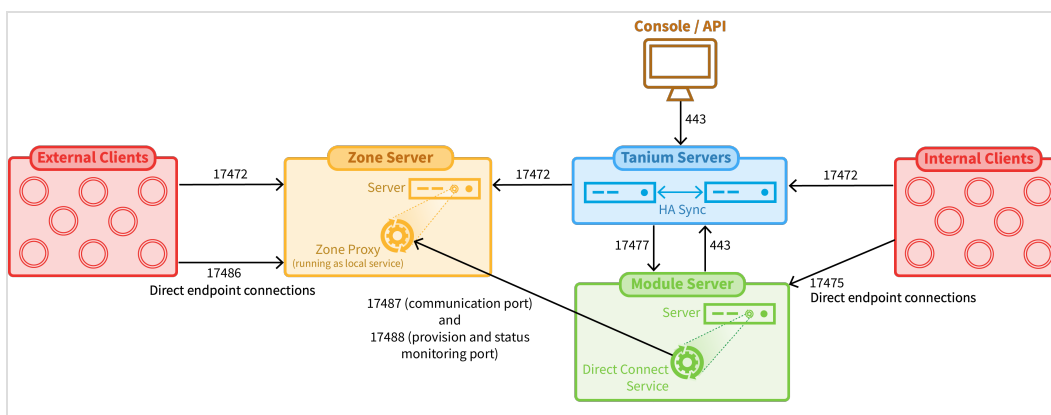 Console / API
443
External Clients
Zone Server
Tanium Servers
Internal Clients
17472
Server
17472
HA Sync
17472
Zone Proxy
(running as local service)
17486
Direct endpoint connections
17477
443
17475
Direct endpoint connections
Module Server
Server
17487 (communication port)
and
17488 (provision and status
monitoring port)
Direct Connect
Service